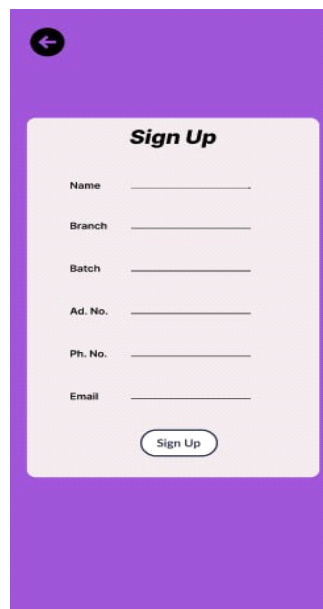 Sign Up
Name
Branch
Batch
Ad. No.
Ph. No.
Email
Sign Up